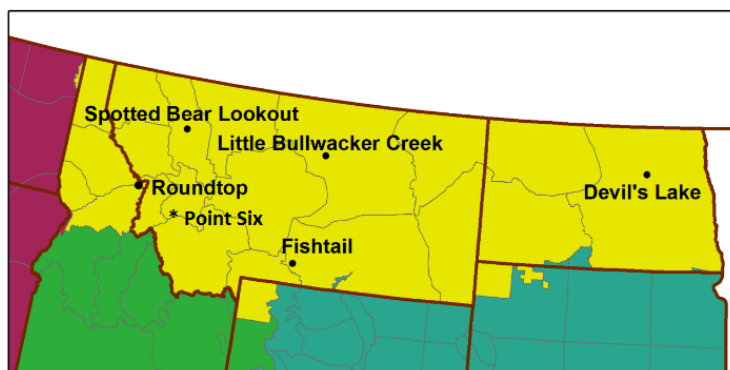 Spotted Bear Lookout
Little Bullwacker Creek
Roundtop
Devil's Lake
* Point Six
Fishtail